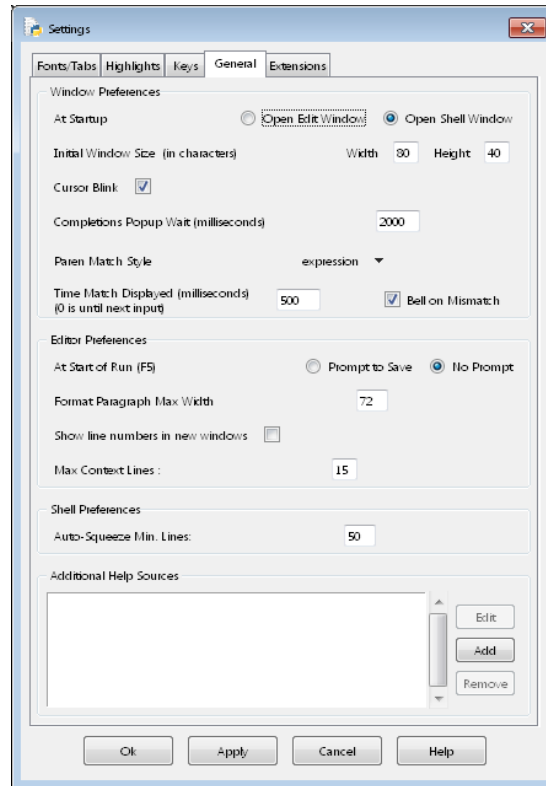 Settings
Fonts/Tabs Highlights Keys General Extensions
Window Preferences
At Startup Open Edit Window Open Shell Window
Initial Window Size (in characters) Width 80 Height 40
Cursor Blink
Completions Popup Wait (milliseconds) 2000
Paren Match Style expression
Time Match Displayed (milliseconds)
(0 is until next input) 500 Bell on Mismatch
Editor Preferences
At Start of Run (F5) Prompt to Save No Prompt
Format Paragraph Max Width 72
Show line numbers in new windows
Max Context Lines : 15
Shell Preferences
Auto-Squeeze Min. Lines: 50
Additional Help Sources
Edit
Add
Remove
Ok Apply Cancel Help